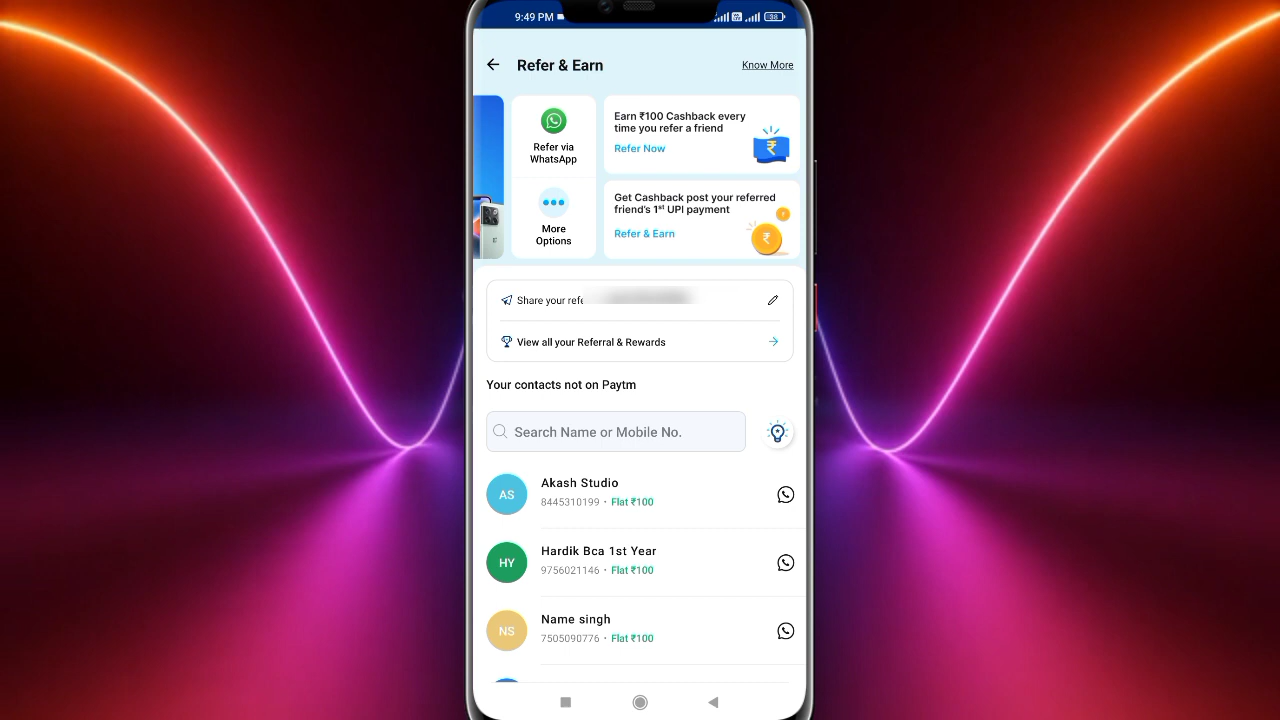 9:49 PM
38
Refer & Earn
Know More
Refer via
WhatsApp
More
Options
Earn ₹100 Cashback every
time you refer a friend
Refer Now
Get Cashback post your referred
friend's 1st UPI payment
Refer & Earn
Share your refe
View all your Referral & Rewards
Your contacts not on Paytm
Search Name or Mobile No.
AS
Akash Studio
8445310199 • Flat ₹100
HY
Hardik Bca 1st Year
9756021146 • Flat ₹100
NS
Name singh
7505090776 • Flat ₹100